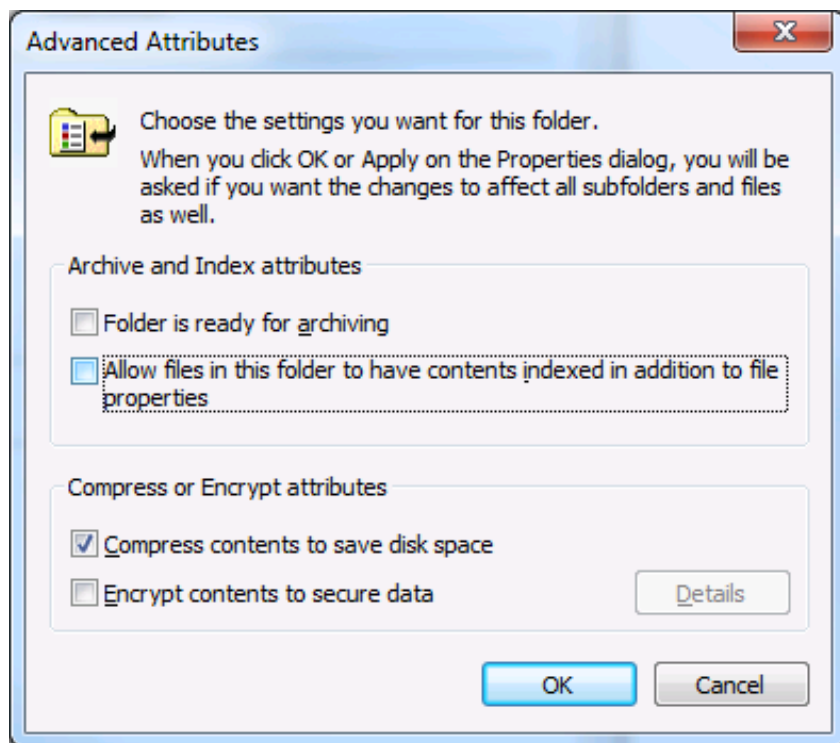 Advanced Attributes
Choose the settings you want for this folder.
When you click OK or Apply on the Properties dialog, you will be
asked if you want the changes to affect all subfolders and files
as well.
Archive and Index attributes
Folder is ready for archiving
Allow files in this folder to have contents indexed in addition to file
properties
Compress or Encrypt attributes
Compress contents to save disk space
Encrypt contents to secure data
Details
OK
Cancel